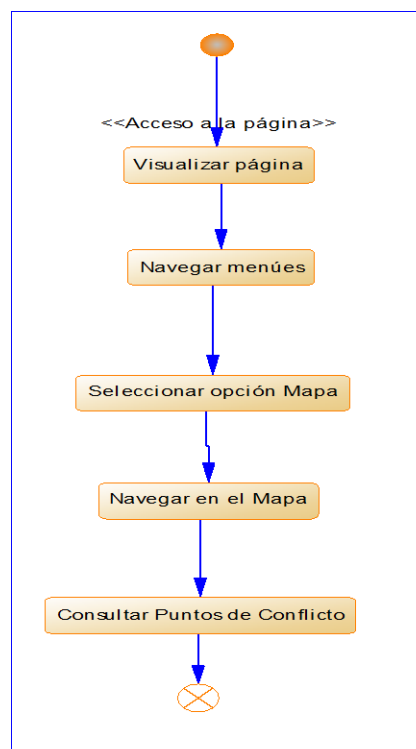 <<Acceso a la página>>
Visualizar página
Navegar menúes
Seleccionar opción Mapa
Navegar en el Mapa
Consultar Puntos de Conflicto